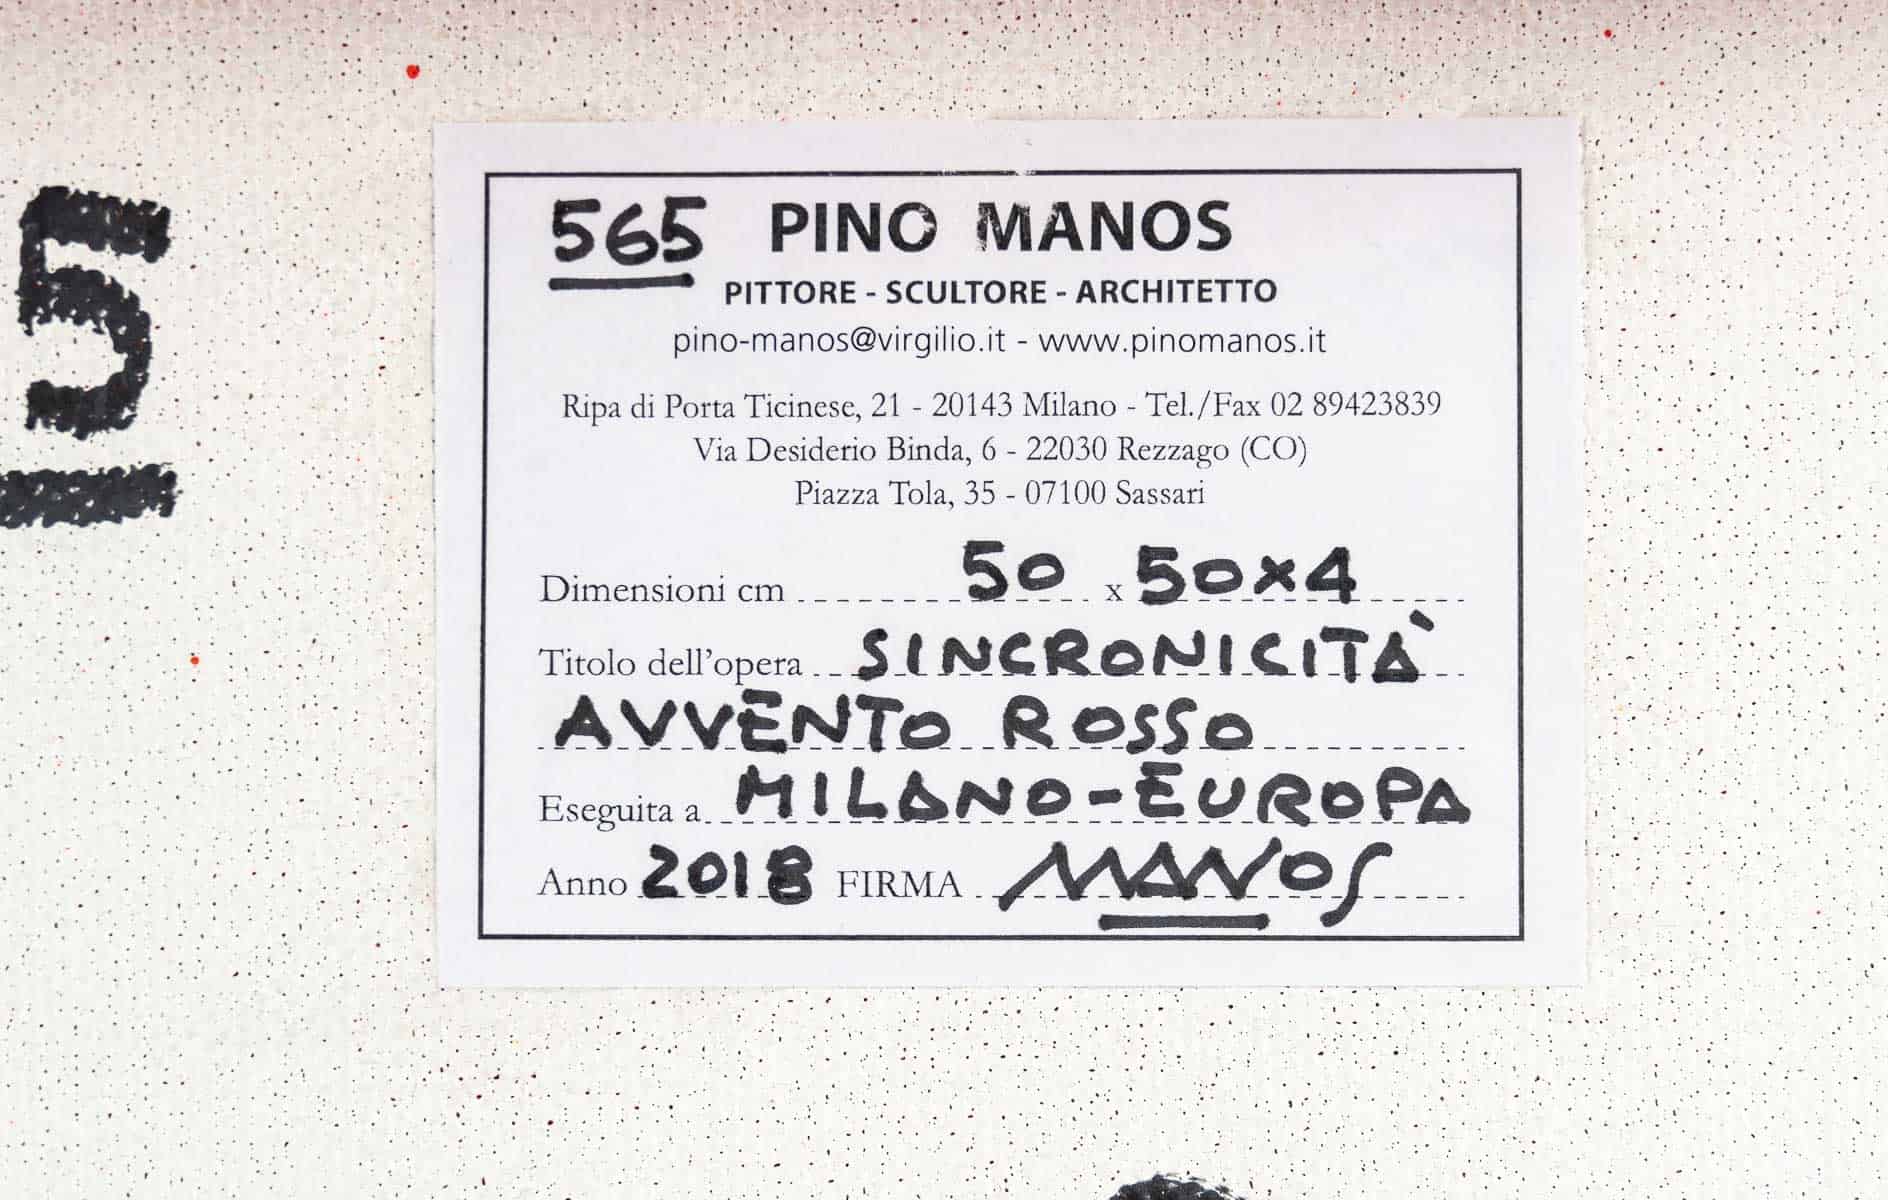 5
565 PINO MANOS
PITTORE - SCULTORE - ARCHITETTO
pino-manos@virgilio.it - www.pinomanos.it
Ripa di Porta Ticinese, 21 - 20143 Milano - Tel./Fax 02 89423839
Via Desiderio Binda, 6 - 22030 Rezzago (CO)
Piazza Tola, 35 - 07100 Sassari
Dimensioni cm 50 x 50x4
Titolo dell'opera SINCRONICITÀ
AVVENTO ROSSO
Eseguita a MILANO-EUROPA
Anno 2018 FIRMA MANOS